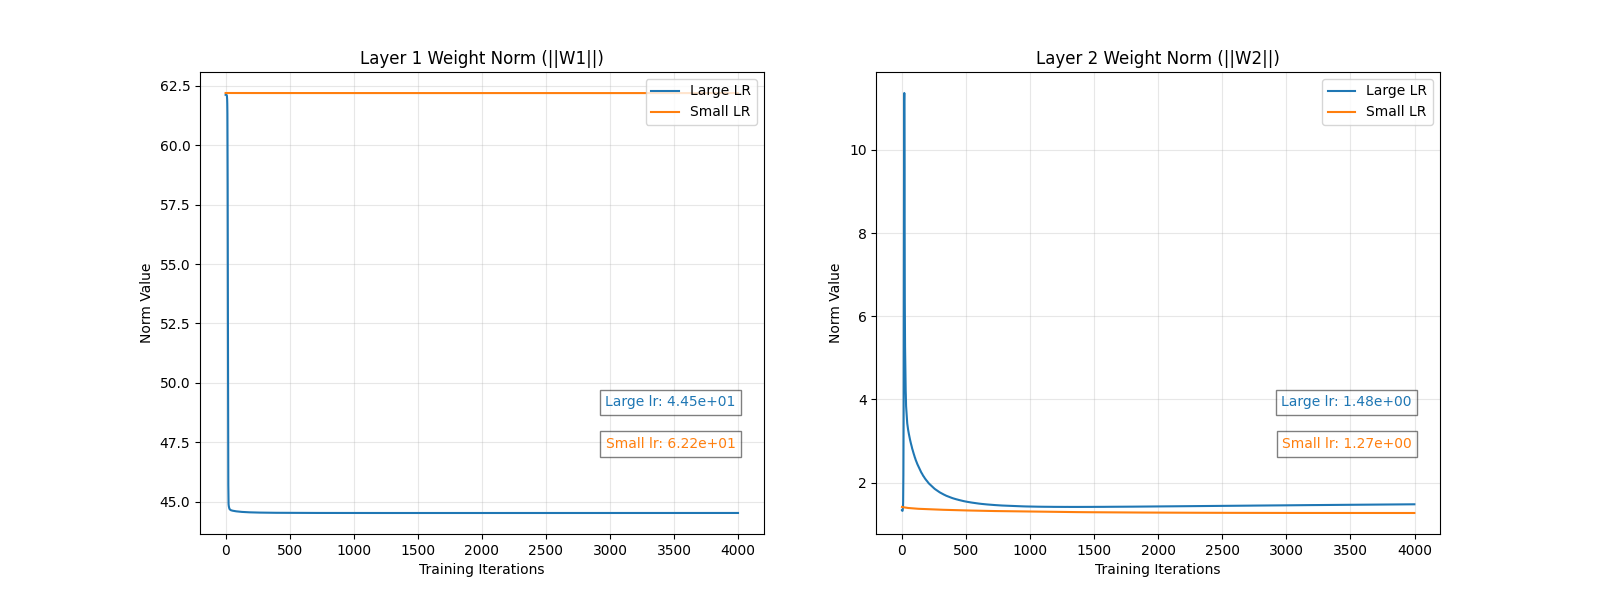 Layer 1 Weight Norm (||W1||)
Norm Value
62.5
60.0
57.5
55.0
52.5
50.0
47.5
45.0
Large LR
Small LR
Large lr: 4.45e+01
Small lr: 6.22e+01
0 500 1000 1500 2000 2500 3000 3500 4000
Training Iterations
Layer 2 Weight Norm (||W2||)
Norm Value
10
8
6
4
2
Large LR
Small LR
Large lr: 1.48e+00
Small lr: 1.27e+00
0 500 1000 1500 2000 2500 3000 3500 4000
Training Iterations